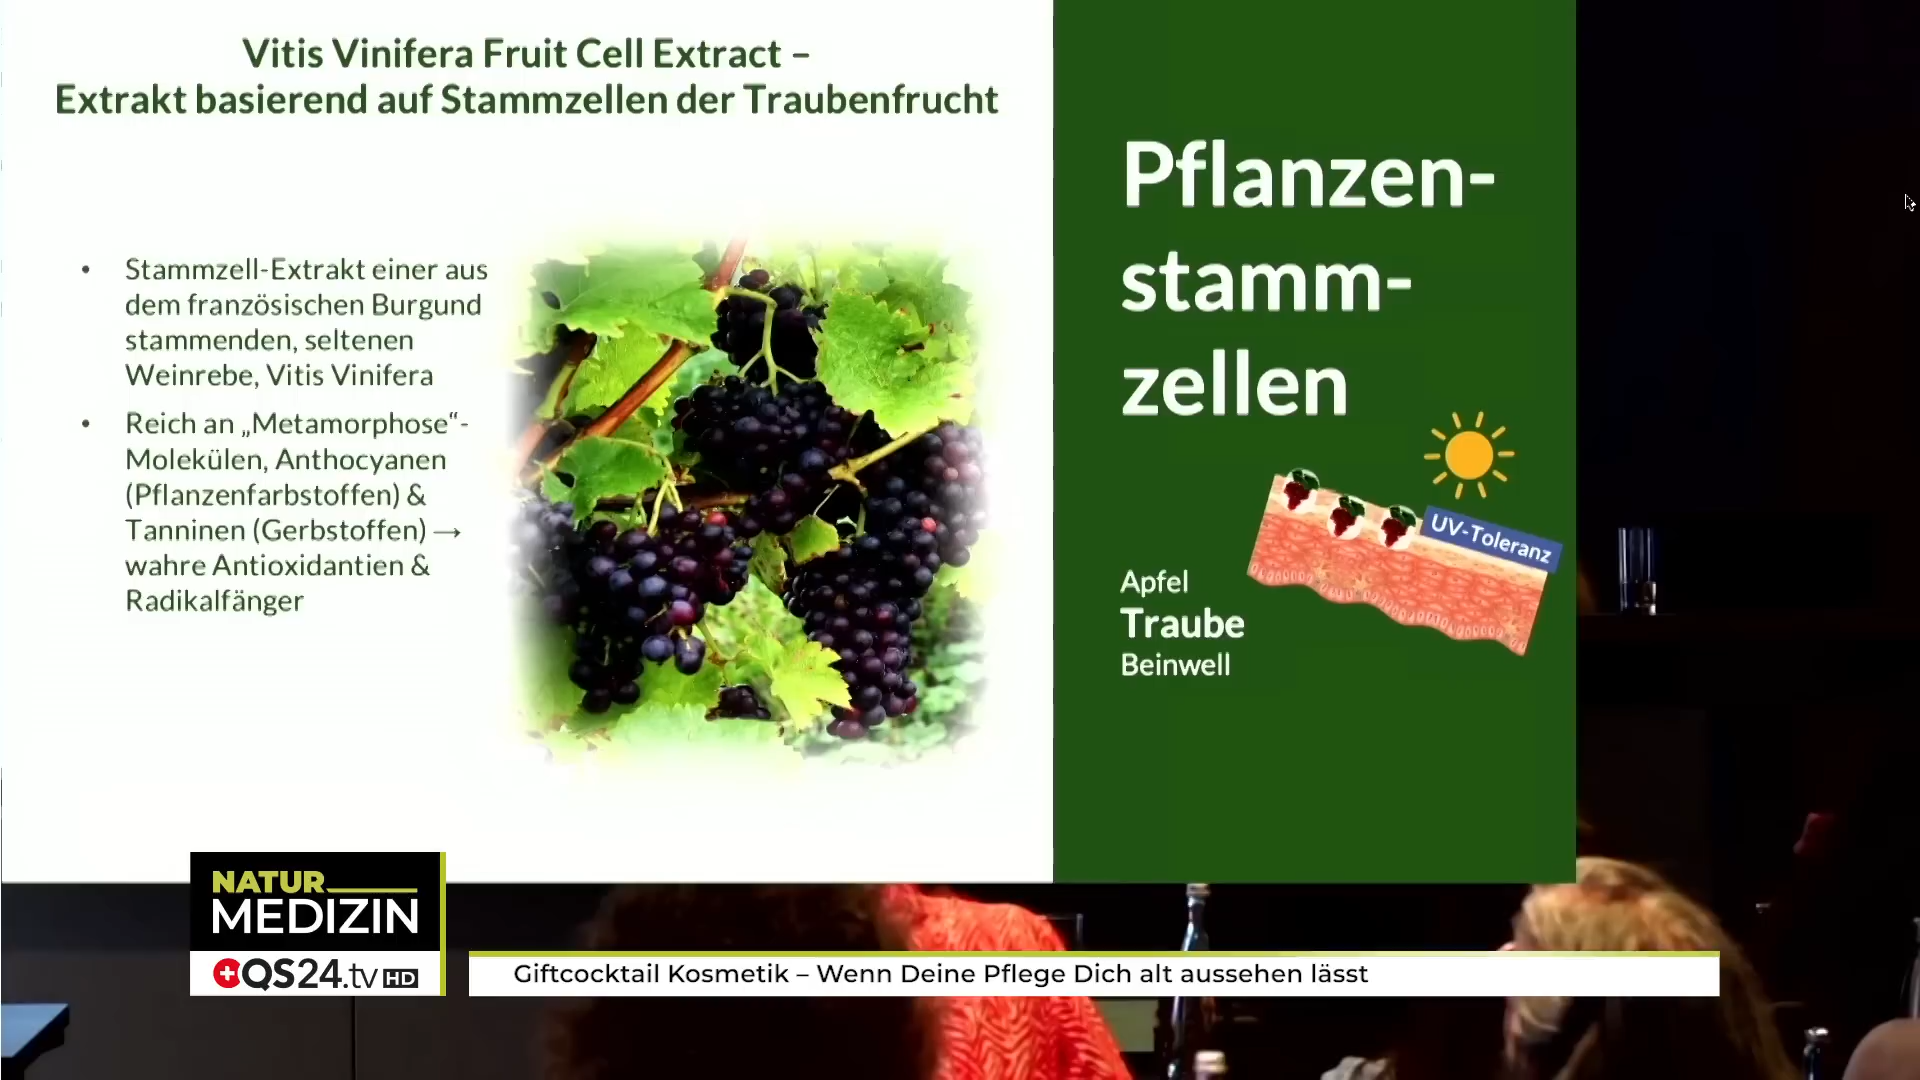 Vitis Vinifera Fruit Cell Extract –
Extrakt basierend auf Stammzellen der Traubenfrucht
• Stammzell-Extrakt einer aus
dem französischen Burgund
stammenden, seltenen
Weinrebe, Vitis Vinifera
• Reich an „Metamorphose“-
Molekülen, Anthocyanen
(Pflanzenfarbstoffen) &
Tanninen (Gerbstoffen) →
wahre Antioxidantien &
Radikalfänger
Pflanzen-
stamm-
zellen
UV-Toleranz
Apfel
Traube
Beinwell
NATUR
MEDIZIN
QS24.tv HD
Giftcocktail Kosmetik – Wenn Deine Pflege Dich alt aussehen lässt